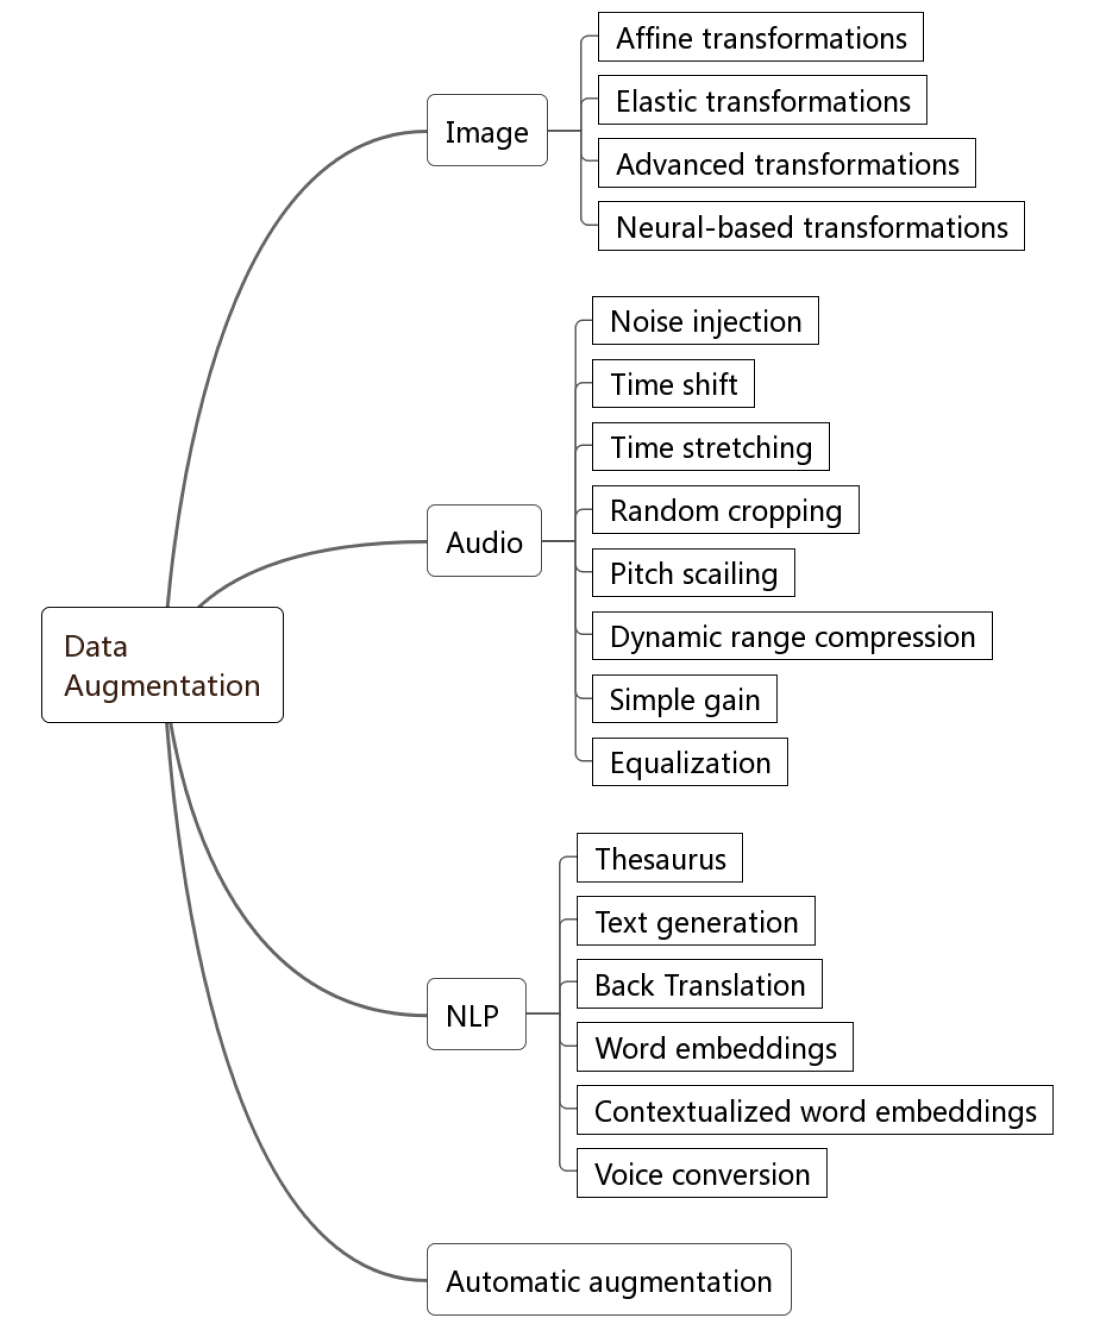 Affine transformations
Elastic transformations
Image
Advanced transformations
Neural-based transformations
Noise injection
Time shift
Time stretching
Random cropping
Audio
Pitch scailing
Dynamic range compression
Simple gain
Equalization
Data
Augmentation
Thesaurus
Text generation
Back Translation
NLP
Word embeddings
Contextualized word embeddings
Voice conversion
Automatic augmentation